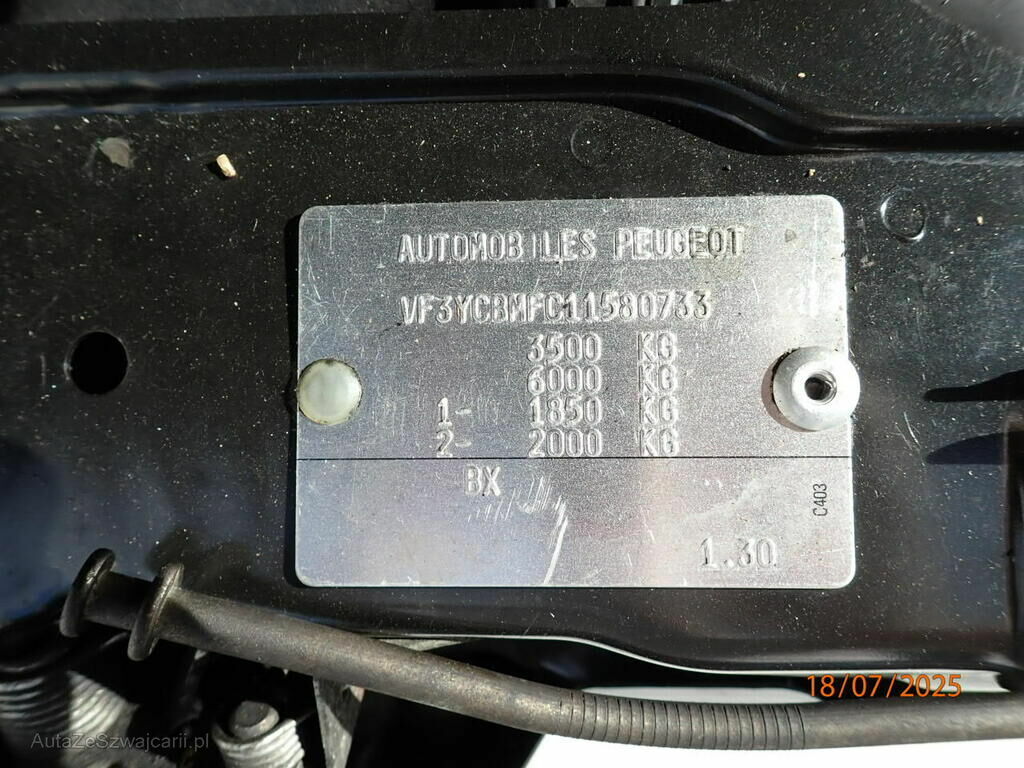 AUTOMOBILES PEUGEOT
VF3YCBMFC11580733
3500 KG
6000 KG
1- 1850 KG
2- 2000 KG
BX
C403
1.30
18/07/2025
AutaZeSzwajcarii.pl